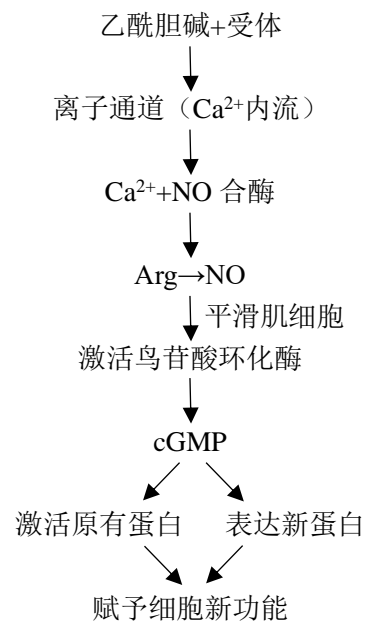 乙酰胆碱+受体
离子通道（Ca²⁺内流）
Ca²⁺+NO 合酶
Arg→NO
平滑肌细胞
激活鸟苷酸环化酶
cGMP
激活原有蛋白 表达新蛋白
赋予细胞新功能